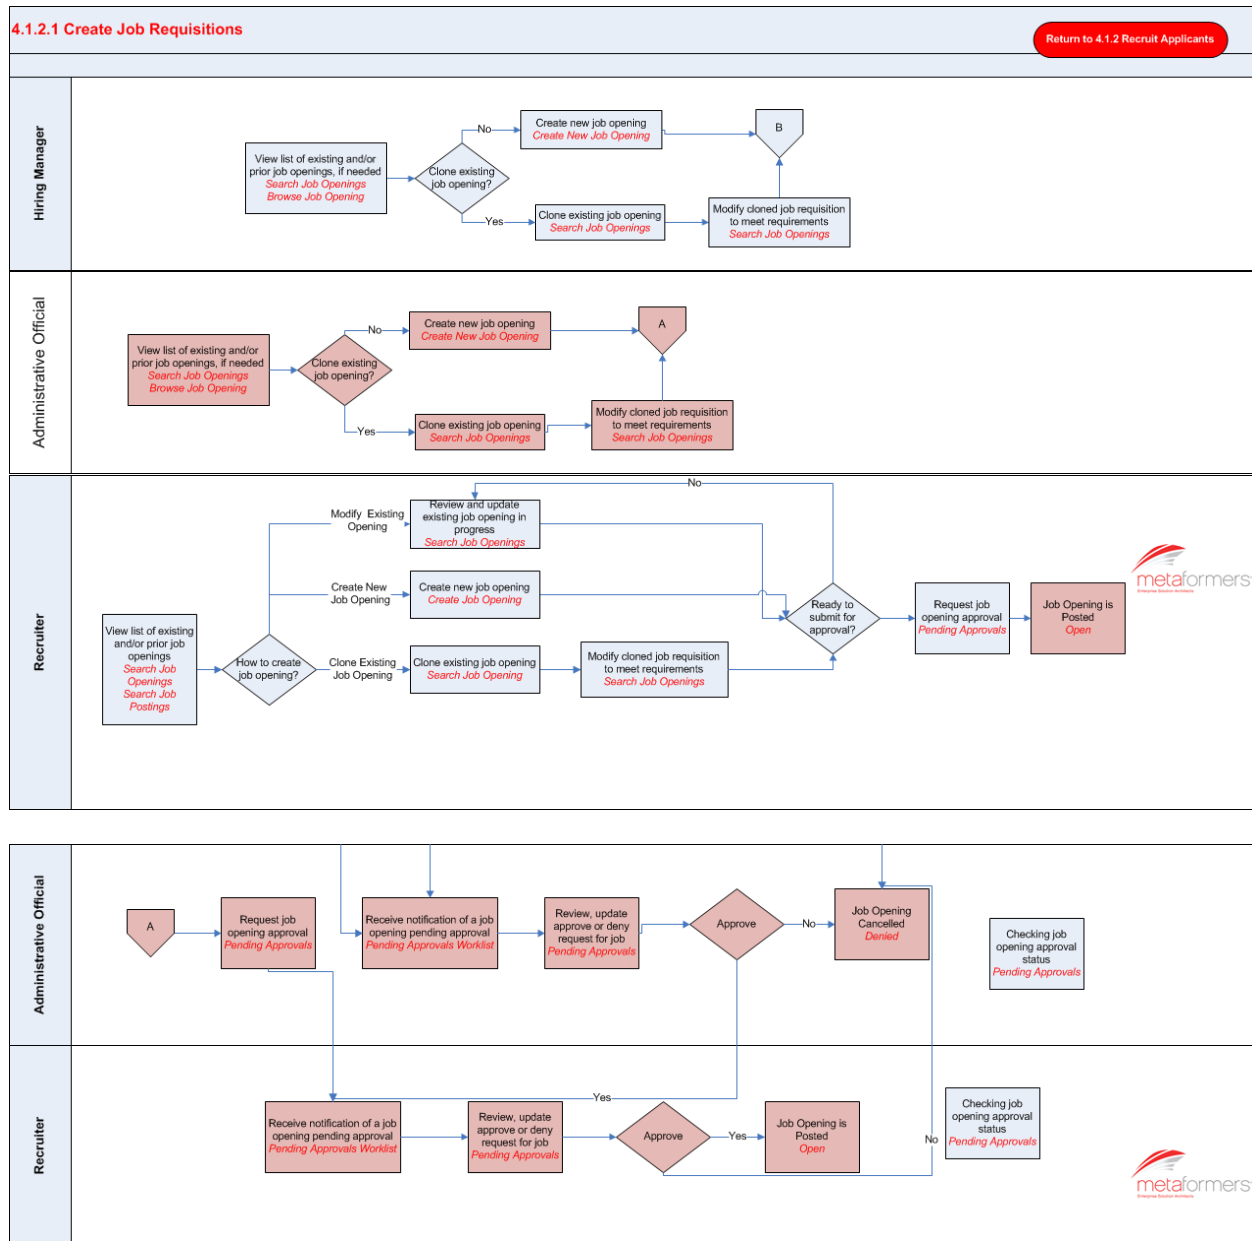 4.1.2.1 Create Job Requisitions
Return to 4.1.2 Recruit Applicants
Hiring Manager
View list of existing and/or
prior job openings, if needed
Search Job Openings
Browse Job Opening
Clone existing
job opening?
No
Create new job opening
Create New Job Opening
B
Yes
Clone existing job opening
Search Job Openings
Modify cloned job requisition
to meet requirements
Search Job Openings
Administrative Official
View list of existing and/or
prior job openings, if needed
Search Job Openings
Browse Job Opening
Clone existing
job opening?
No
Create new job opening
Create New Job Opening
A
Yes
Clone existing job opening
Search Job Openings
Modify cloned job requisition
to meet requirements
Search Job Openings
Recruiter
View list of existing
and/or prior job
openings
Search Job
Openings
Search Job
Postings
How to create
job opening?
Modify Existing
Opening
Review and update
existing job opening in
progress
Search Job Openings
No
Create New
Job Opening
Create new job opening
Create Job Opening
Clone Existing
Job Opening
Clone existing job opening
Search Job Opening
Modify cloned job requisition
to meet requirements
Search Job Openings
Ready to
submit for
approval?
Request job
opening approval
Pending Approvals
Job Opening is
Posted
Open
metaformers
Enterprise Solution Architects
Administrative Official
A
Request job
opening approval
Pending Approvals
Receive notification of a job
opening pending approval
Pending Approvals Worklist
Review, update
approve or deny
request for job
Pending Approvals
Approve
No
Job Opening
Cancelled
Denied
Checking job
opening approval
status
Pending Approvals
Yes
Recruiter
Receive notification of a job
opening pending approval
Pending Approvals Worklist
Review, update
approve or deny
request for job
Pending Approvals
Approve
Yes
Job Opening is
Posted
Open
No
Checking job
opening approval
status
Pending Approvals
metaformers
Enterprise Solution Architects